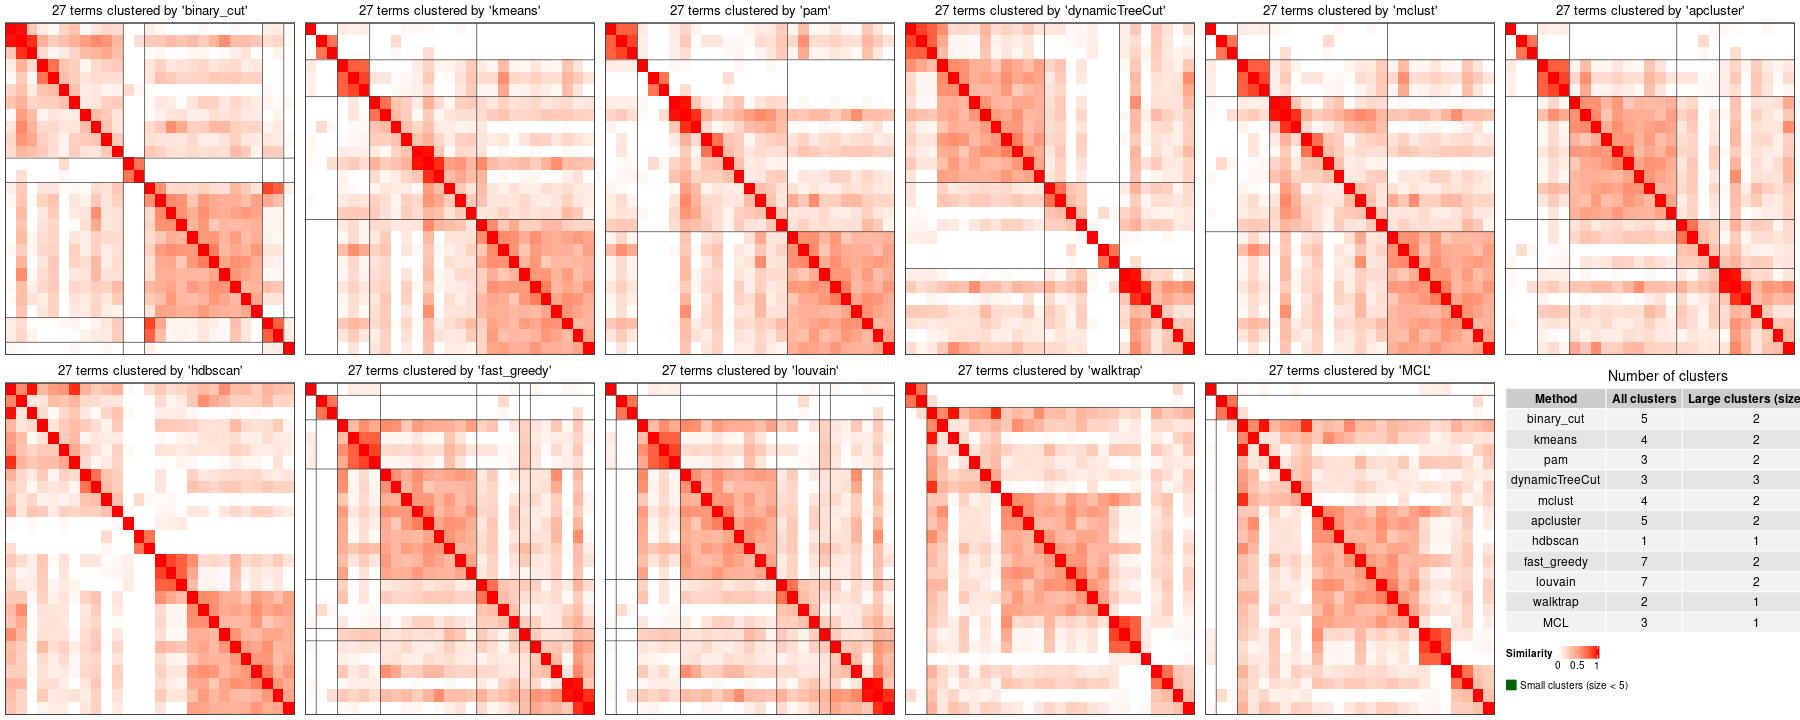 27 terms clustered by 'binary_cut'
27 terms clustered by 'kmeans'
27 terms clustered by 'pam'
27 terms clustered by 'dynamicTreeCut'
27 terms clustered by 'mclust'
27 terms clustered by 'apcluster'
27 terms clustered by 'hdbscan'
27 terms clustered by 'fast_greedy'
27 terms clustered by 'louvain'
27 terms clustered by 'walktrap'
27 terms clustered by 'MCL'
Number of clusters
Method All clusters Large clusters (size
binary_cut 5 2
kmeans 4 2
pam 3 2
dynamicTreeCut 3 3
mclust 4 2
apcluster 5 2
hdbscan 1 1
fast_greedy 7 2
louvain 7 2
walktrap 2 1
MCL 3 1
Similarity
0 0.5 1
Small clusters (size < 5)